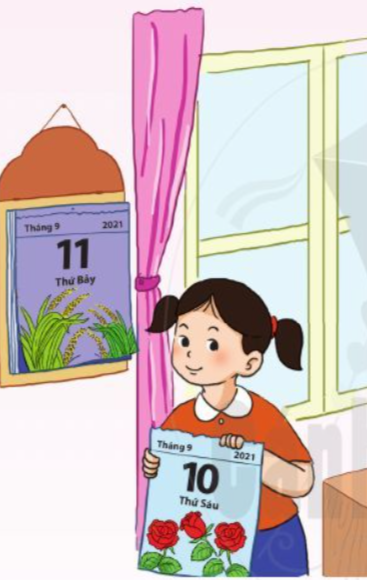 Tháng 9 2021
11
Thứ Bảy
Tháng 9 2021
10
Thứ Sáu